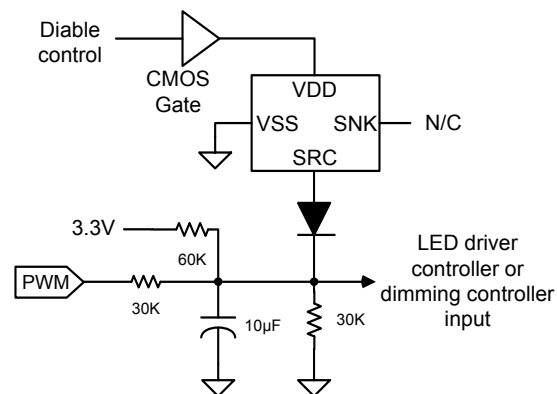 Diable
control
CMOS
Gate
VDD
VSS
SNK
N/C
SRC
3.3V
60K
PWM
30K
10µF
30K
LED driver
controller or
dimming controller
input